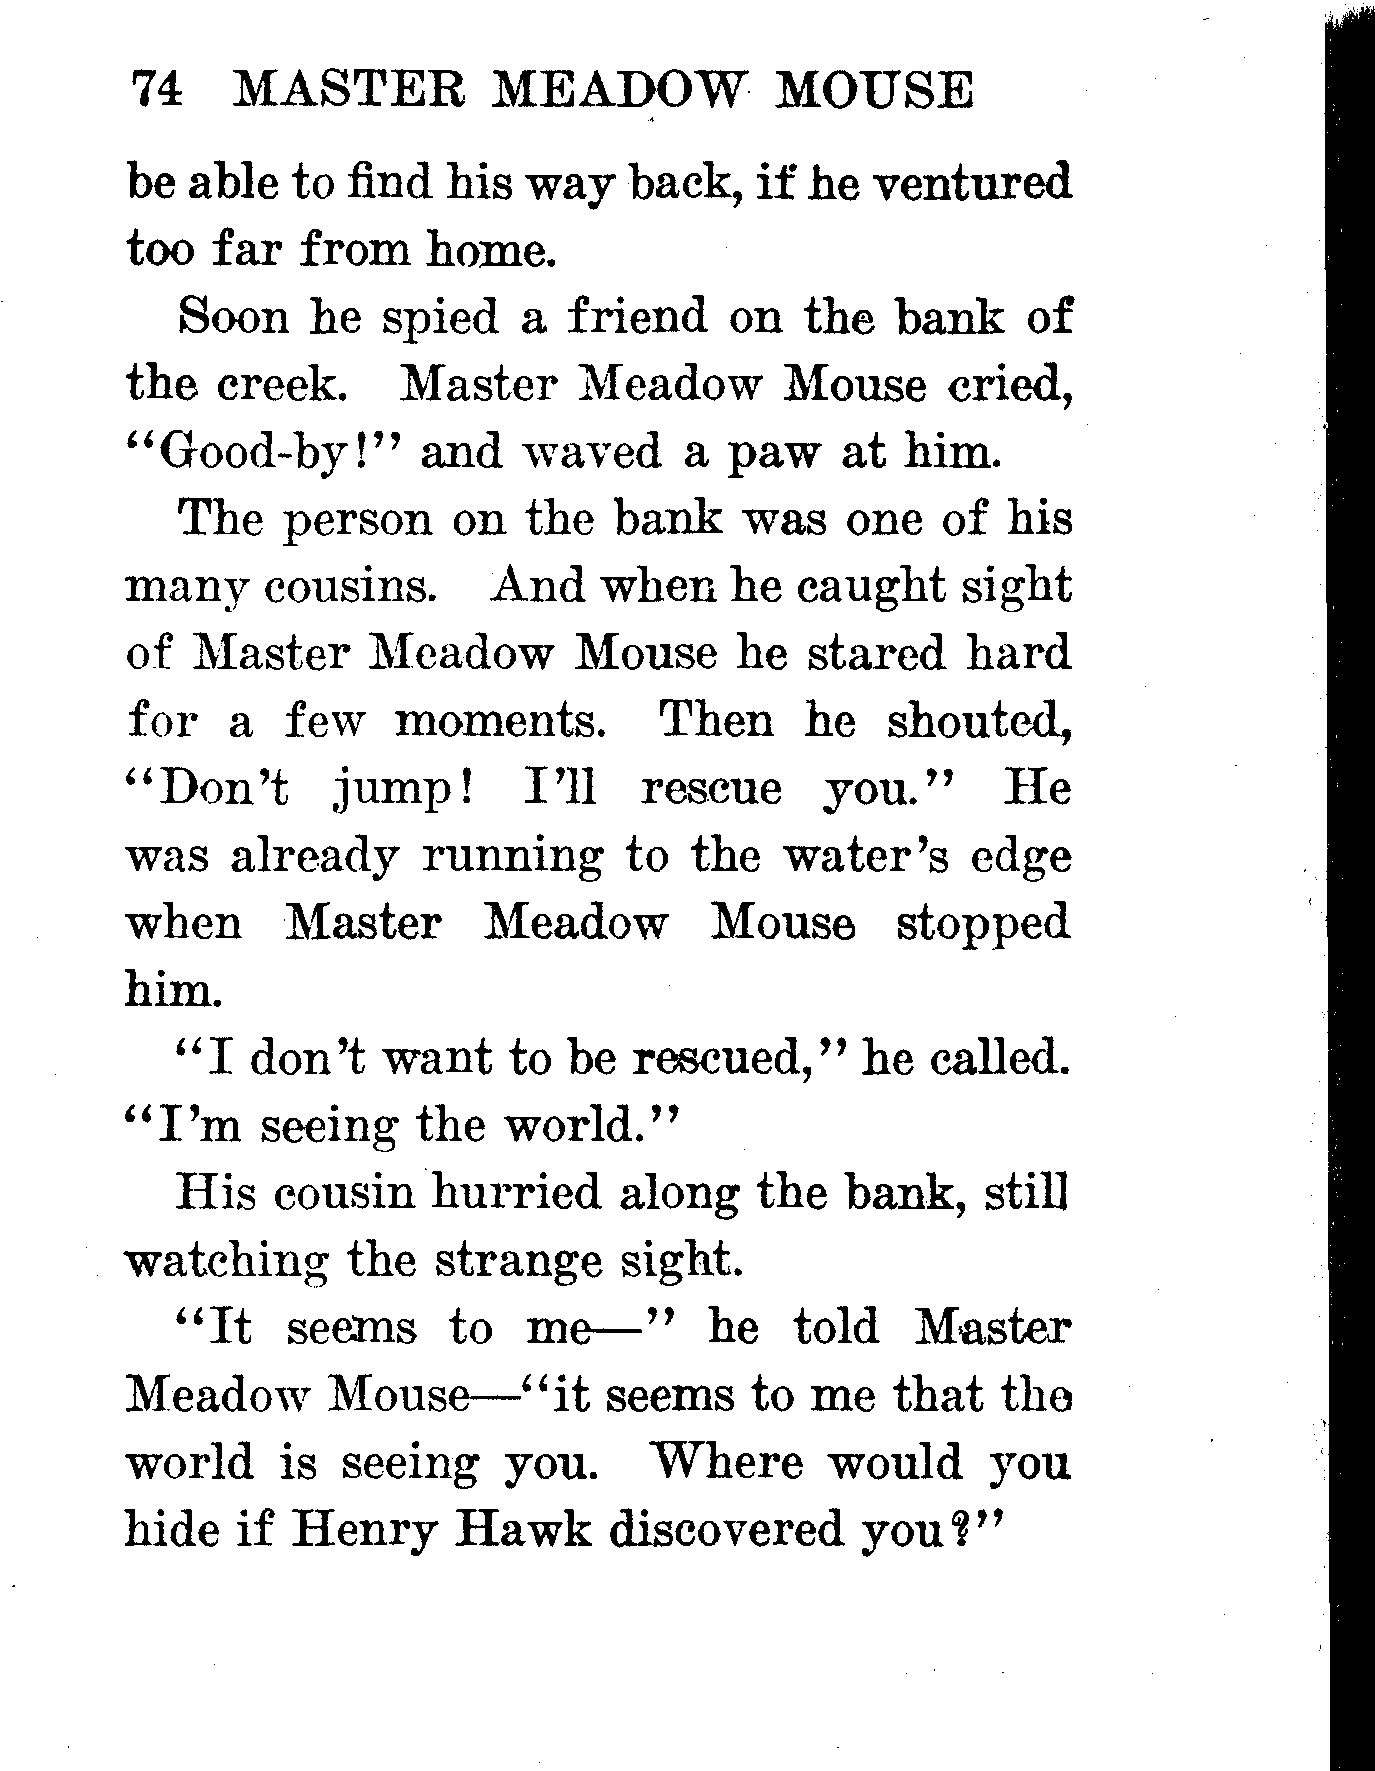 74 MASTER MEADOW MOUSE
be able to find his way back, if he ventured
too far from home.
Soon he spied a friend on the bank of
the creek. Master Meadow Mouse cried,
"Good-by!" and waved a paw at him.
The person on the bank was one of his
many cousins. And when he caught sight
of Master Meadow Mouse he stared hard
for a few moments. Then he shouted,
"Don't jump! I'll rescue you." He
was already running to the water's edge
when Master Meadow Mouse stopped
him.
"I don't want to be rescued," he called.
"I'm seeing the world."
His cousin hurried along the bank, still
watching the strange sight.
"It seems to me—" he told Master
Meadow Mouse—"it seems to me that the
world is seeing you. Where would you
hide if Henry Hawk discovered you?"